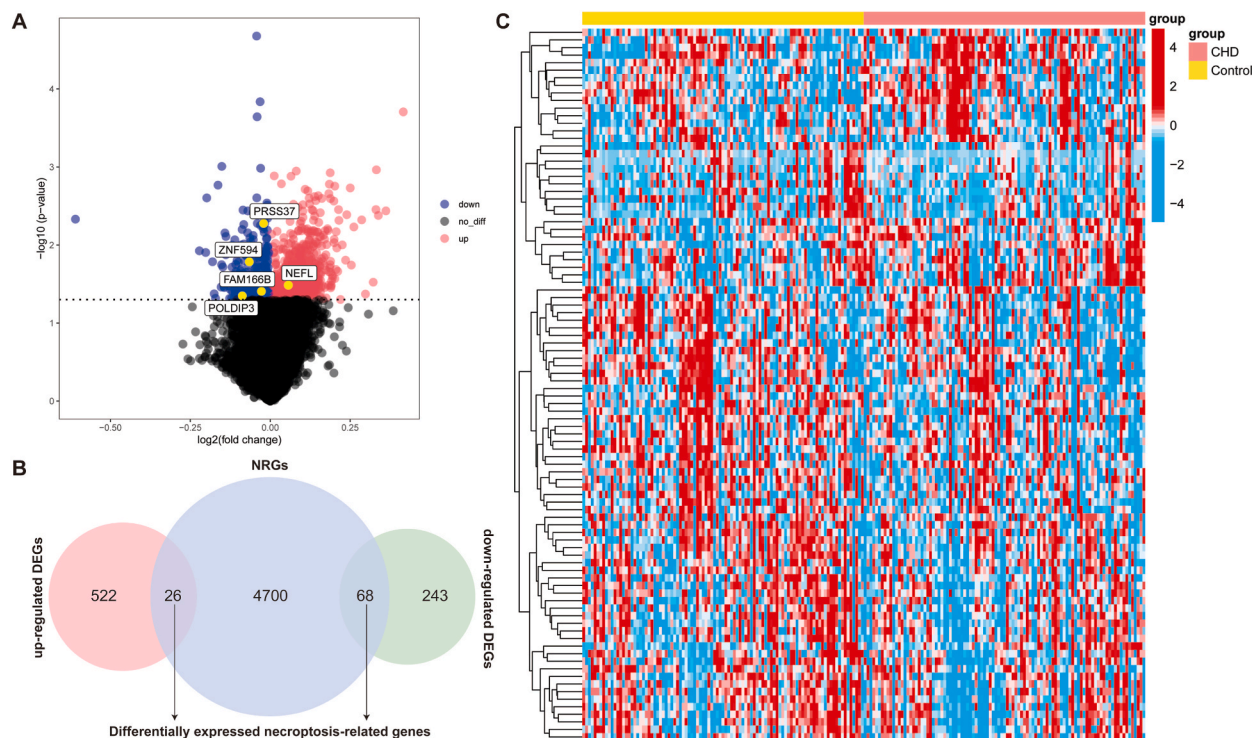 A
−log10 (p−value)
4
3
2
1
0
PRSS37
ZNF594
FAM166B
NEFL
POLDIP3
−0.50
−0.25
0.00
0.25
log2(fold change)
down
no_diff
up
B
NRGs
up-regulated DEGs
522
26
4700
68
243
down-regulated DEGs
Differentially expressed necroptosis-related genes
C
group
4
2
0
−2
−4
group
CHD
Control